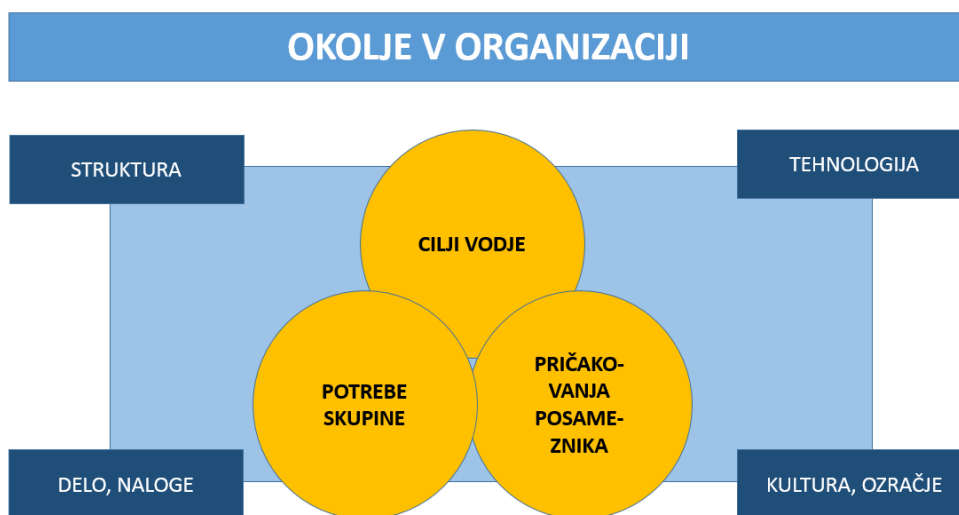 OKOLJE V ORGANIZACIJI
STRUKTURA
TEHNOLOGIJA
CILJI VODJE
POTREBE
SKUPINE
PRIČAKO-
VANJA
POSAME-
ZNIKA
DELO, NALOGE
KULTURA, OZRAČJE